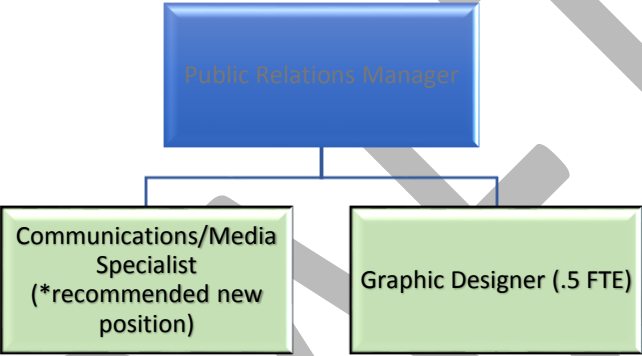 Public Relations Manager
Communications/Media
Specialist
(*recommended new
position)
Graphic Designer (.5 FTE)